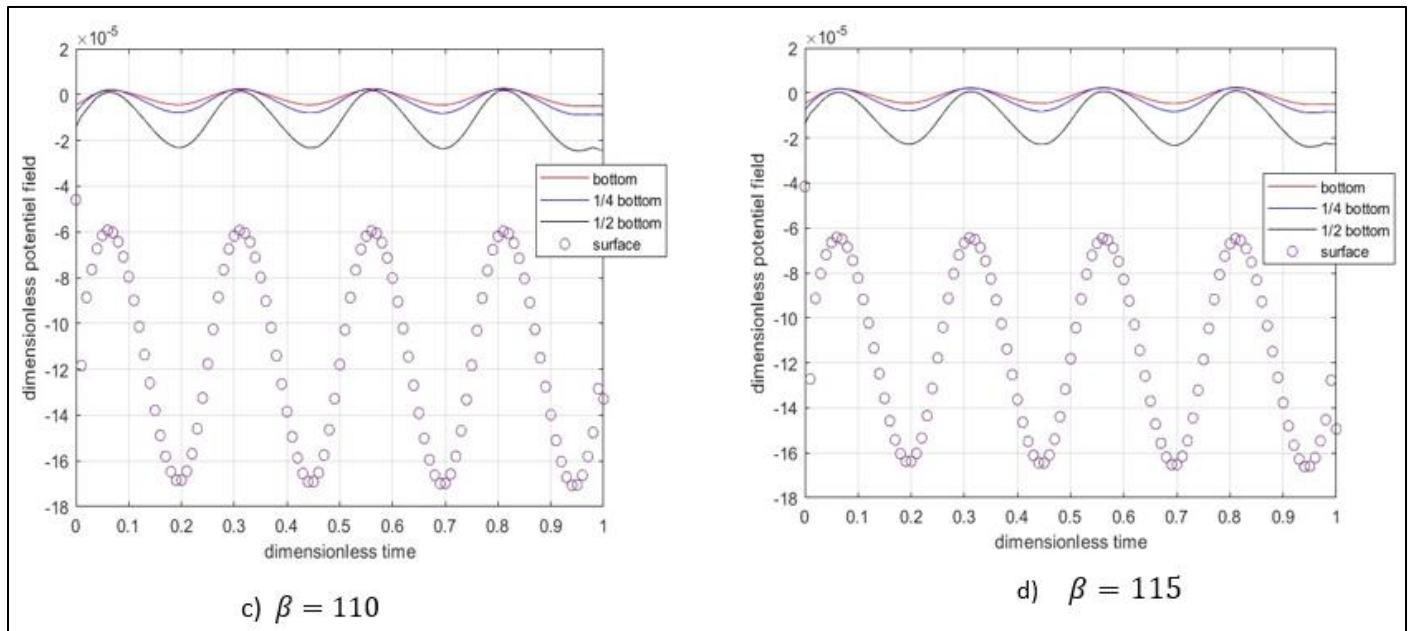 ×10⁻⁵
2
0
-2
-4
-6
-8
-10
-12
-14
-16
-18
dimensionless potentiel field
bottom
1/4 bottom
1/2 bottom
surface
0 0.1 0.2 0.3 0.4 0.5 0.6 0.7 0.8 0.9 1
dimensionless time
c) β = 110
×10⁻⁵
2
0
-2
-4
-6
-8
-10
-12
-14
-16
-18
dimensionless potentiel field
bottom
1/4 bottom
1/2 bottom
surface
0 0.1 0.2 0.3 0.4 0.5 0.6 0.7 0.8 0.9 1
dimensionless time
d) β = 115